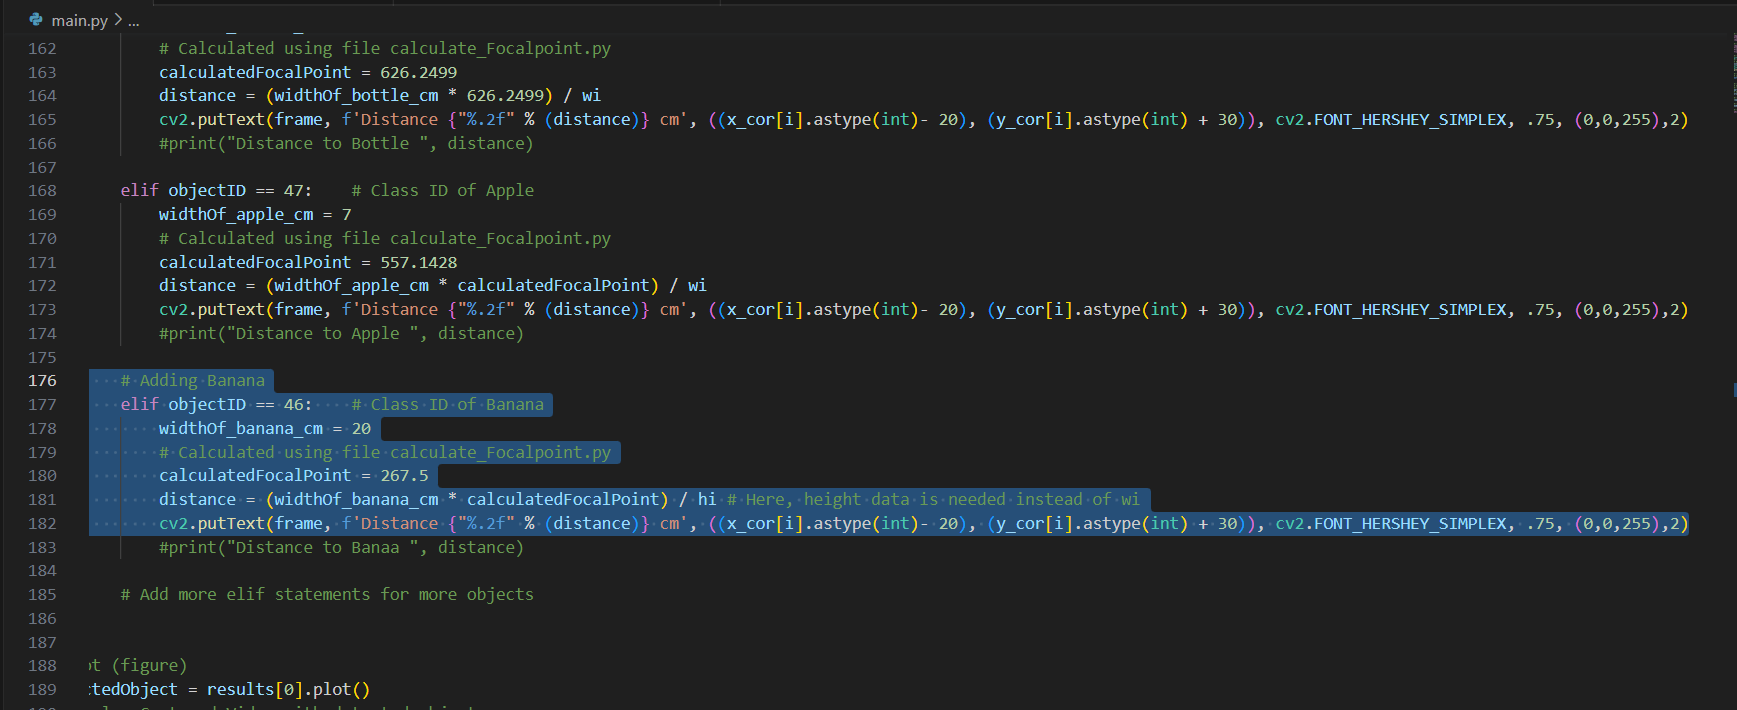 main.py > ...
162 # Calculated using file calculate_Focalpoint.py
163 calculatedFocalPoint = 626.2499
164 distance = (widthOf_bottle_cm * 626.2499) / wi
165 cv2.putText(frame, f'Distance {"%.2f" % (distance)} cm', ((x_cor[i].astype(int)- 20), (y_cor[i].astype(int) + 30)), cv2.FONT_HERSHEY_SIMPLEX, .75, (0,0,255),2)
166 #print("Distance to Bottle ", distance)
167
168 elif objectID == 47:    # Class ID of Apple
169 widthOf_apple_cm = 7
170 # Calculated using file calculate_Focalpoint.py
171 calculatedFocalPoint = 557.1428
172 distance = (widthOf_apple_cm * calculatedFocalPoint) / wi
173 cv2.putText(frame, f'Distance {"%.2f" % (distance)} cm', ((x_cor[i].astype(int)- 20), (y_cor[i].astype(int) + 30)), cv2.FONT_HERSHEY_SIMPLEX, .75, (0,0,255),2)
174 #print("Distance to Apple ", distance)
175
176 # Adding Banana
177 elif objectID == 46:    # Class ID of Banana
178 widthOf_banana_cm = 20
179 # Calculated using file calculate_Focalpoint.py
180 calculatedFocalPoint = 267.5
181 distance = (widthOf_banana_cm * calculatedFocalPoint) / hi # Here, height data is needed instead of wi
182 cv2.putText(frame, f'Distance {"%.2f" % (distance)} cm', ((x_cor[i].astype(int)- 20), (y_cor[i].astype(int) + 30)), cv2.FONT_HERSHEY_SIMPLEX, .75, (0,0,255),2)
183 #print("Distance to Banaa ", distance)
184
185 # Add more elif statements for more objects
186
187
188 ot (figure)
189 ctedObject = results[0].plot()